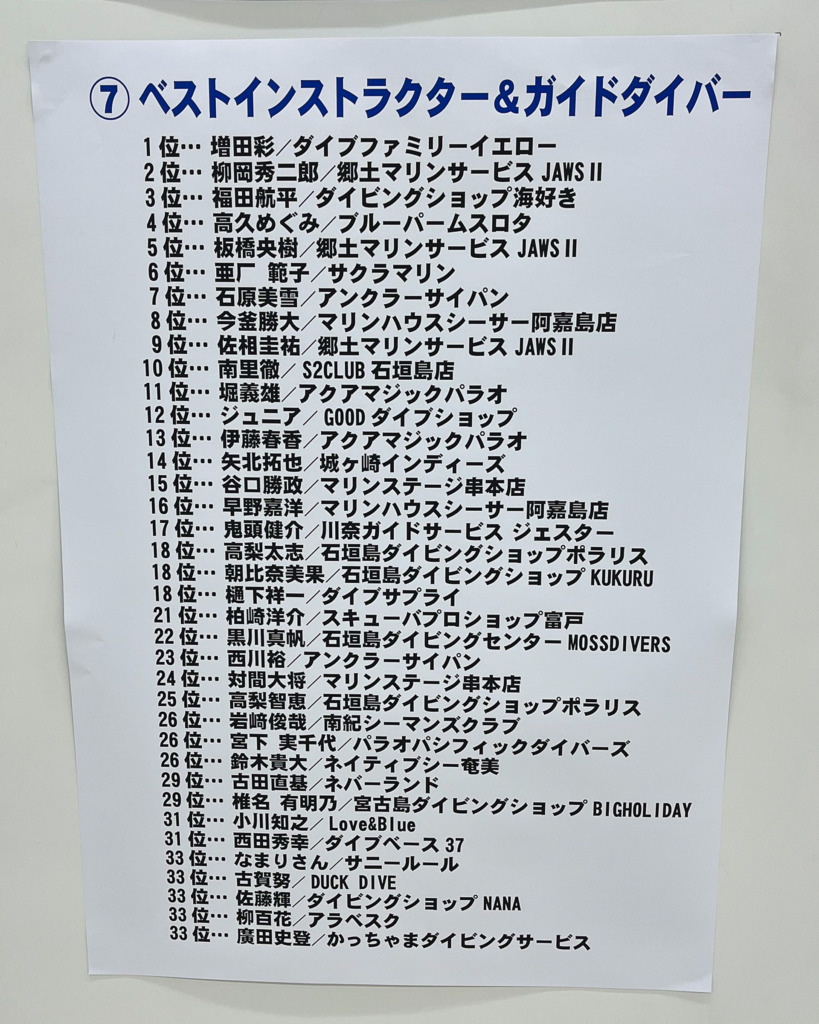 ⑦ ベストインストラクター&ガイドダイバー
1位… 増田彩／ダイブファミリーイエロー
2位… 柳岡秀二郎／郷土マリンサービス JAWSⅡ
3位… 福田航平／ダイビングショップ海好き
4位… 高久めぐみ／ブルーパームスロタ
5位… 板橋央樹／郷土マリンサービス JAWSⅡ
6位… 亜厂 範子／サクラマリン
7位… 石原美雪／アンクラーサイパン
8位… 今釜勝大／マリンハウスシーサー阿嘉島店
9位… 佐相圭祐／郷土マリンサービス JAWSⅡ
10位… 南里徹／ S2CLUB 石垣島店
11位… 堀義雄／アクアマジックパラオ
12位… ジュニア／ GOOD ダイブショップ
13位… 伊藤春香／アクアマジックパラオ
14位… 矢北拓也／城ヶ崎インディーズ
15位… 谷口勝政／マリンステージ串本店
16位… 早野嘉洋／マリンハウスシーサー阿嘉島店
17位… 鬼頭健介／川奈ガイドサービス ジェスター
18位… 高梨太志／石垣島ダイビングショップポラリス
18位… 朝比奈美果／石垣島ダイビングショップ KUKURU
18位… 樋下祥一／ダイブサプライ
21位… 柏崎洋介／スキューバプロショップ富戸
22位… 黒川真帆／石垣島ダイビングセンター MOSSDIVERS
23位… 西川裕／アンクラーサイパン
24位… 対間大将／マリンステージ串本店
25位… 高梨智恵／石垣島ダイビングショップポラリス
26位… 岩﨑俊哉／南紀シーマンズクラブ
26位… 宮下 実千代／パラオパシフィックダイバーズ
26位… 鈴木貴大／ネイティブシー奄美
29位… 古田直基／ネバーランド
29位… 椎名 有明乃／宮古島ダイビングショップ BIGHOLIDAY
31位… 小川知之／ Love&Blue
31位… 西田秀幸／ダイブベース 37
33位… なまりさん／サニールール
33位… 古賀努／ DUCK DIVE
33位… 佐藤輝／ダイビングショップ NANA
33位… 柳百花／アラベスク
33位… 廣田史登／かっちゃまダイビングサービス